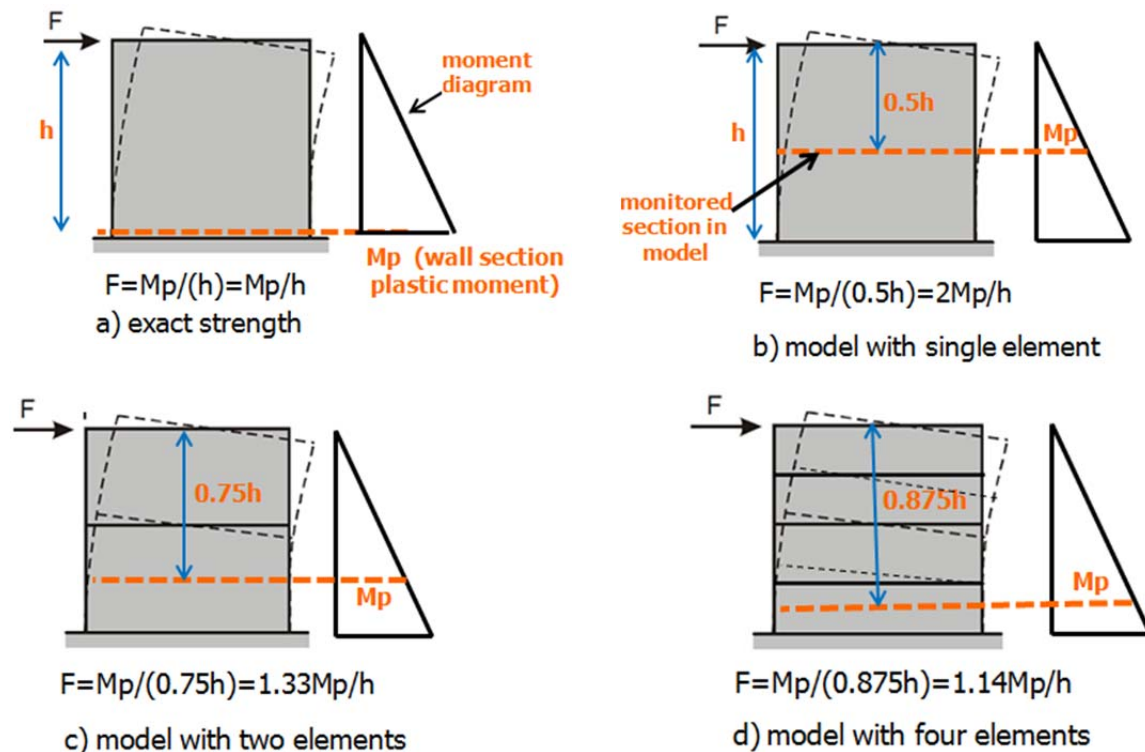 F
h
moment
diagram
Mp (wall section
plastic moment)
F=Mp/(h)=Mp/h
a) exact strength
F
h
0.5h
Mp
monitored
section in
model
F=Mp/(0.5h)=2Mp/h
b) model with single element
F
0.75h
Mp
F=Mp/(0.75h)=1.33Mp/h
c) model with two elements
F
0.875h
Mp
F=Mp/(0.875h)=1.14Mp/h
d) model with four elements